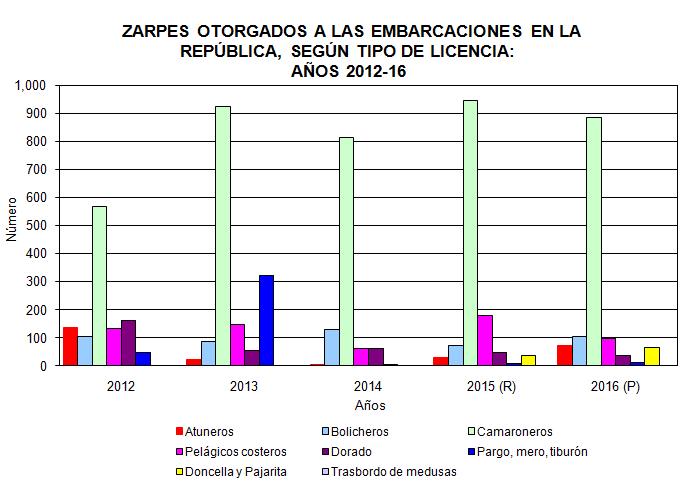 ZARPES OTORGADOS A LAS EMBARCACIONES EN LA
REPÚBLICA, SEGÚN TIPO DE LICENCIA:
AÑOS 2012-16
1,000
900
800
700
600
500
400
300
200
100
0
Número
2012 2013 2014 2015 (R) 2016 (P)
Años
Atuneros Bolicheros Camaroneros
Pelágicos costeros Dorado Pargo, mero, tiburón
Doncella y Pajarita Trasbordo de medusas